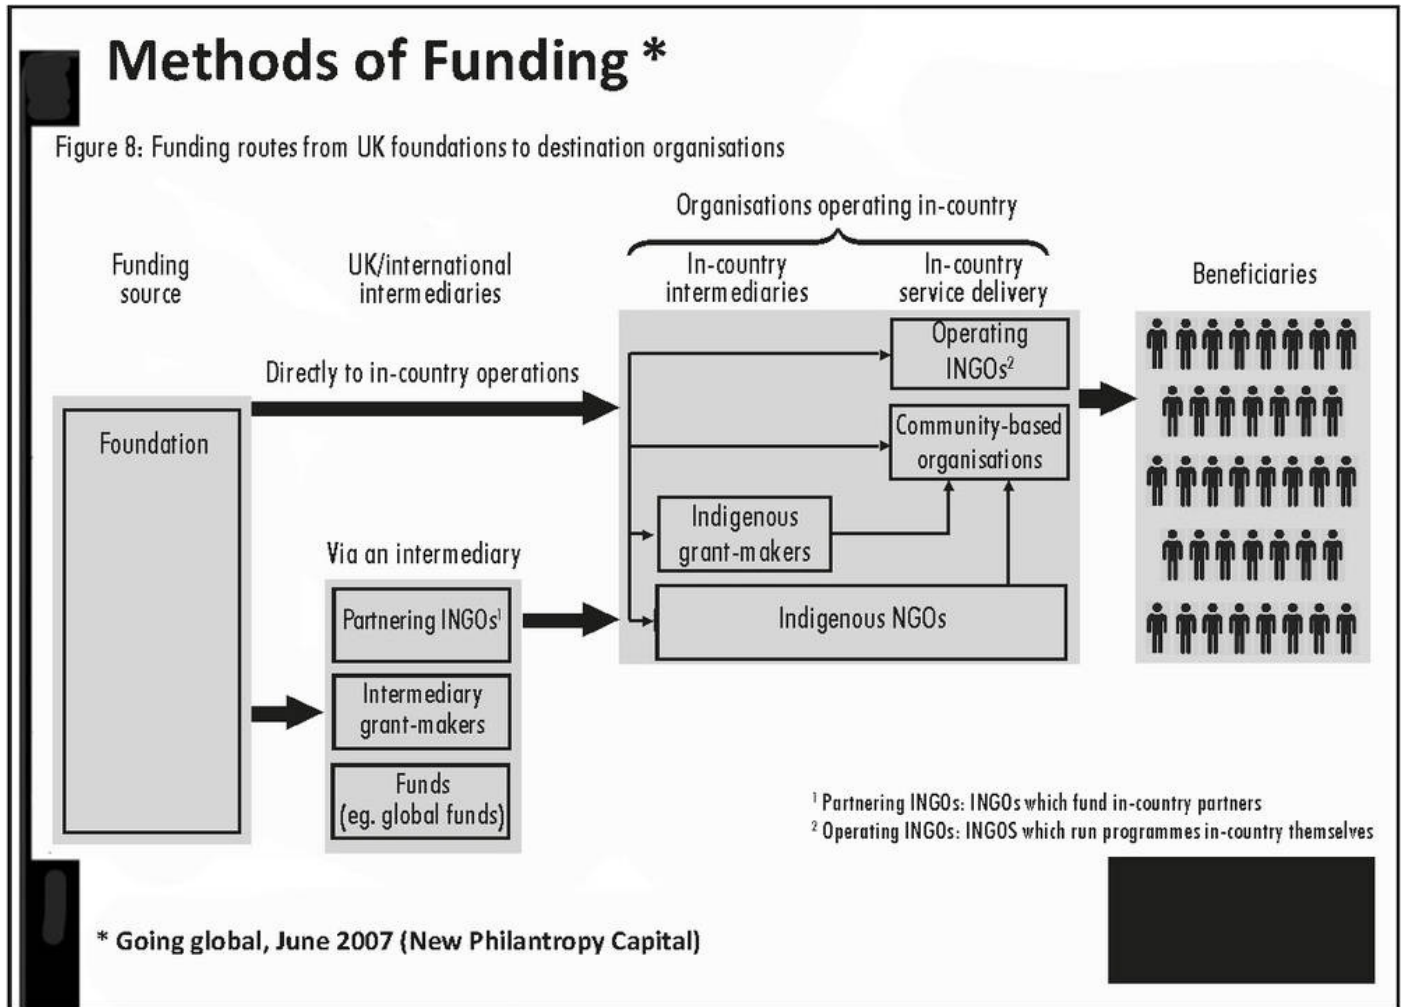 Methods of Funding *
Figure 8: Funding routes from UK foundations to destination organisations
Organisations operating in-country
Funding
source
UK/international
intermediaries
In-country
intermediaries
In-country
service delivery
Beneficiaries
Directly to in-country operations
Foundation
Operating
INGOs²
Community-based
organisations
Indigenous
grant-makers
Indigenous NGOs
Via an intermediary
Partnering INGOs¹
Intermediary
grant-makers
Funds
(eg. global funds)
¹ Partnering INGOs: INGOs which fund in-country partners
² Operating INGOs: INGOS which run programmes in-country themselves
* Going global, June 2007 (New Philantropy Capital)